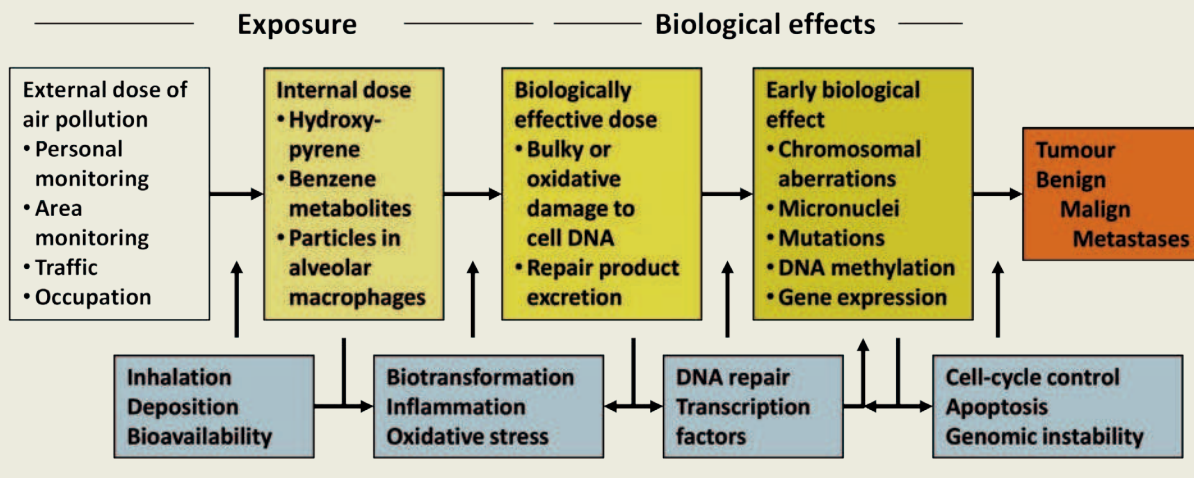 Exposure
Biological effects
External dose of
air pollution
• Personal
monitoring
• Area
monitoring
• Traffic
• Occupation
Internal dose
• Hydroxy-
pyrene
• Benzene
metabolites
• Particles in
alveolar
macrophages
Biologically
effective dose
• Bulky or
oxidative
damage to
cell DNA
• Repair product
excretion
Early biological
effect
• Chromosomal
aberrations
• Micronuclei
• Mutations
• DNA methylation
• Gene expression
Tumour
Benign
Malign
Metastases
Inhalation
Deposition
Bioavailability
Biotransformation
Inflammation
Oxidative stress
DNA repair
Transcription
factors
Cell-cycle control
Apoptosis
Genomic instability